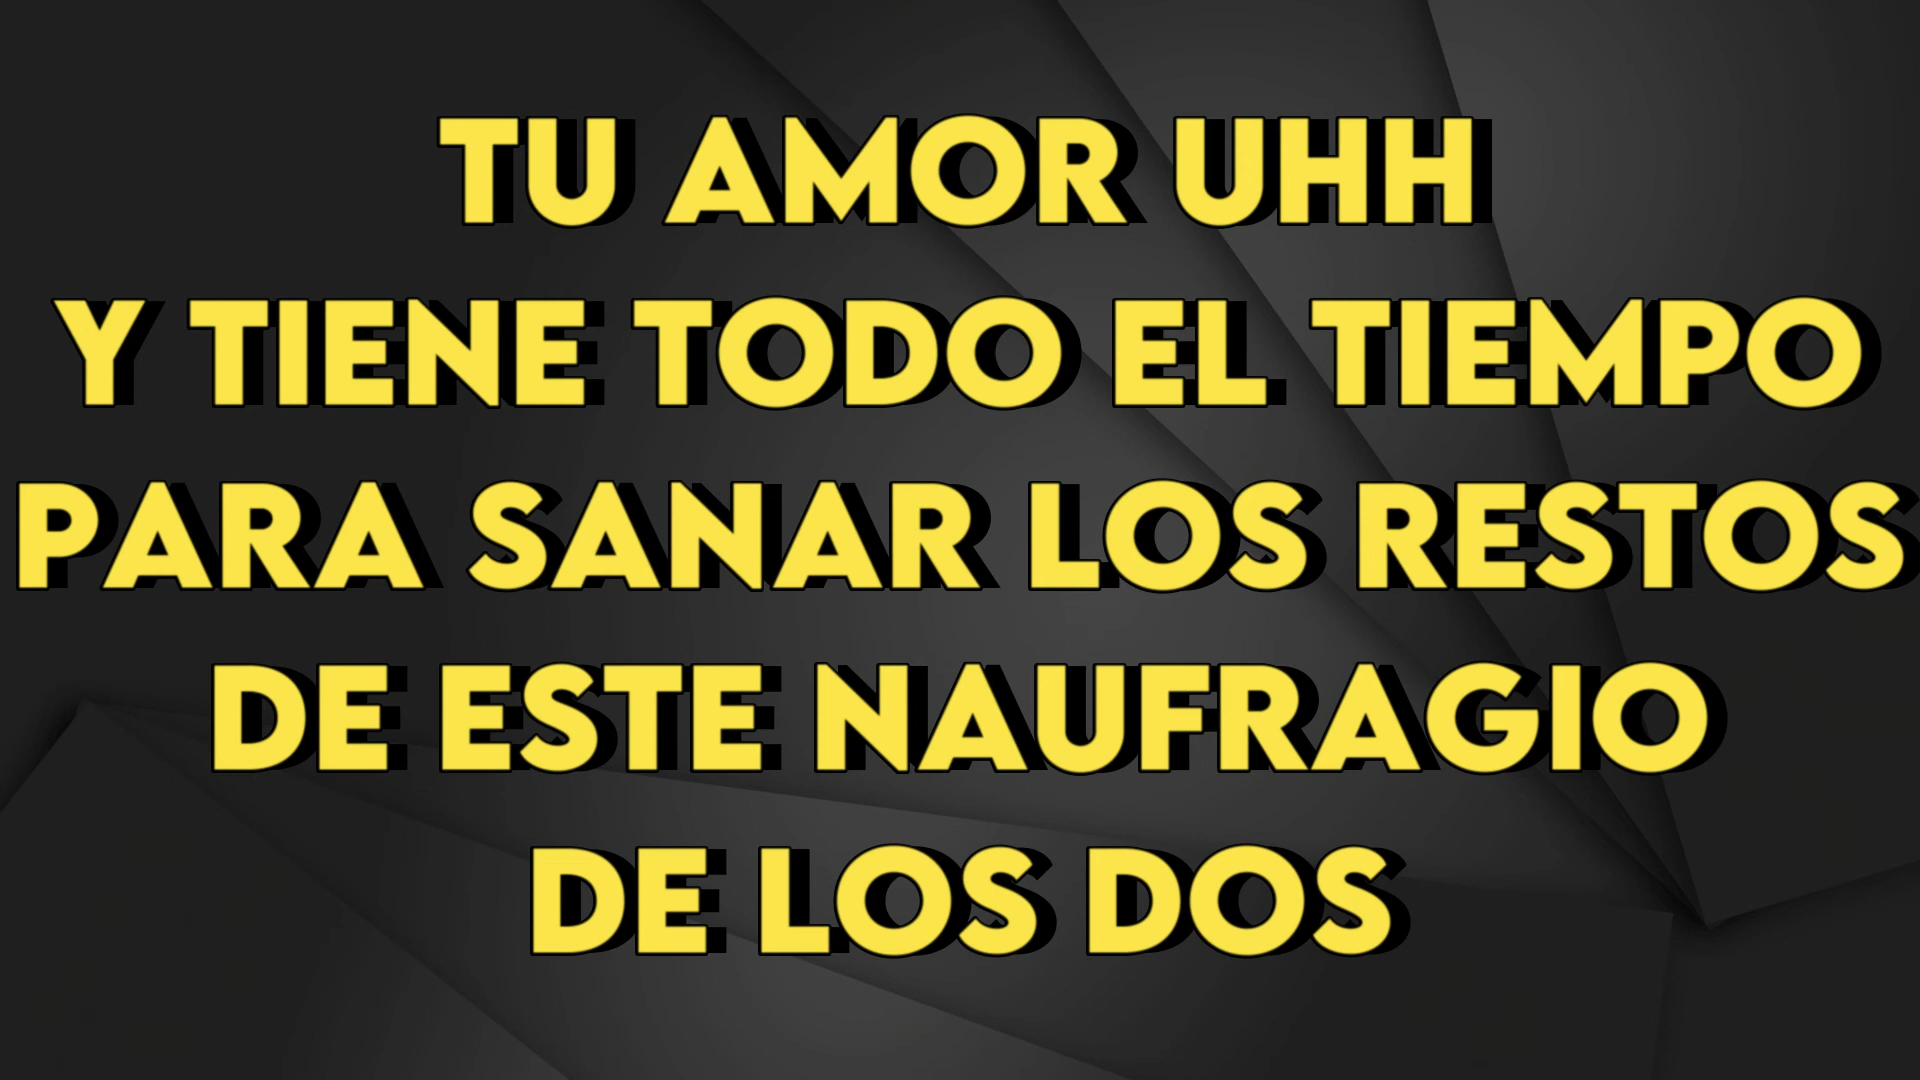 TU AMOR UHH
Y TIENE TODO EL TIEMPO
PARA SANAR LOS RESTOS
DE ESTE NAUFRAGIO
DE LOS DOS